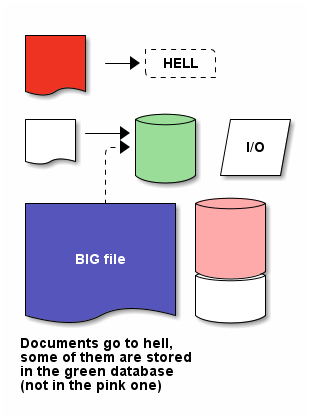 HELL
I/O
BIG file
Documents go to hell,
some of them are stored
in the green database
(not in the pink one)